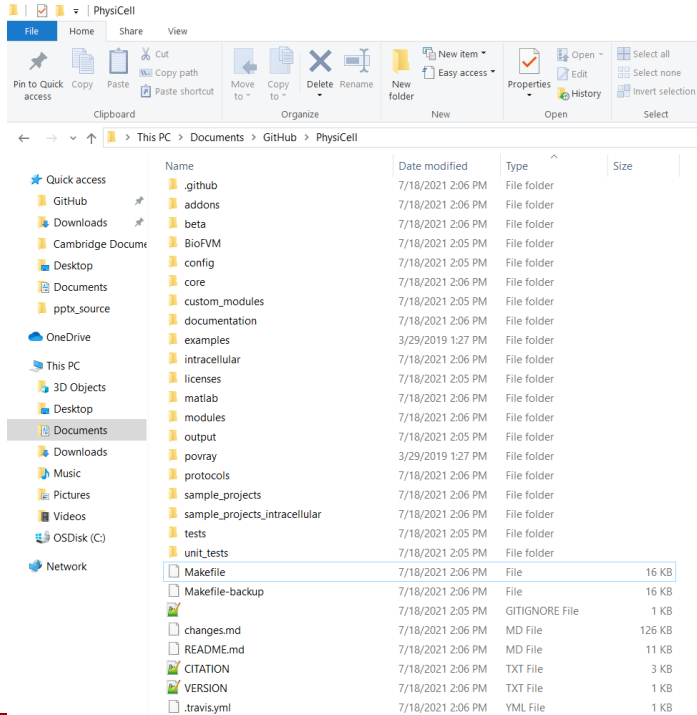 PhysiCell
File Home Share View
Pin to Quick access
Copy
Paste
Cut
Copy path
Paste shortcut
Clipboard
Move to
Copy to
Delete
Rename
Organize
New folder
New item
Easy access
New
Properties
Open
Edit
History
Open
Select all
Select none
Invert selection
Select
This PC > Documents > GitHub > PhysiCell
Quick access
GitHub
Downloads
Cambridge Docume
Desktop
Documents
pptx_source
OneDrive
This PC
3D Objects
Desktop
Documents
Downloads
Music
Pictures
Videos
OSDisk (C:)
Network
Name Date modified Type Size
.github 7/18/2021 2:06 PM File folder
addons 7/18/2021 2:06 PM File folder
beta 7/18/2021 2:06 PM File folder
BioFVM 7/18/2021 2:05 PM File folder
config 7/18/2021 2:05 PM File folder
core 7/18/2021 2:06 PM File folder
custom_modules 7/18/2021 2:05 PM File folder
documentation 7/18/2021 2:06 PM File folder
examples 3/29/2019 1:27 PM File folder
intracellular 7/18/2021 2:06 PM File folder
licenses 7/18/2021 2:05 PM File folder
matlab 7/18/2021 2:06 PM File folder
modules 7/18/2021 2:06 PM File folder
output 7/18/2021 2:05 PM File folder
povray 3/29/2019 1:27 PM File folder
protocols 7/18/2021 2:06 PM File folder
sample_projects 7/18/2021 2:06 PM File folder
sample_projects_intracellular 7/18/2021 2:06 PM File folder
tests 7/18/2021 2:05 PM File folder
unit_tests 7/18/2021 2:05 PM File folder
Makefile 7/18/2021 2:06 PM File 16 KB
Makefile-backup 7/18/2021 2:06 PM File 16 KB
7/18/2021 2:05 PM GITIGNORE File 1 KB
changes.md 7/18/2021 2:06 PM MD File 126 KB
README.md 7/18/2021 2:06 PM MD File 11 KB
CITATION 7/18/2021 2:06 PM TXT File 3 KB
VERSION 7/18/2021 2:06 PM TXT File 1 KB
.travis.yml 7/18/2021 2:06 PM YML File 1 KB